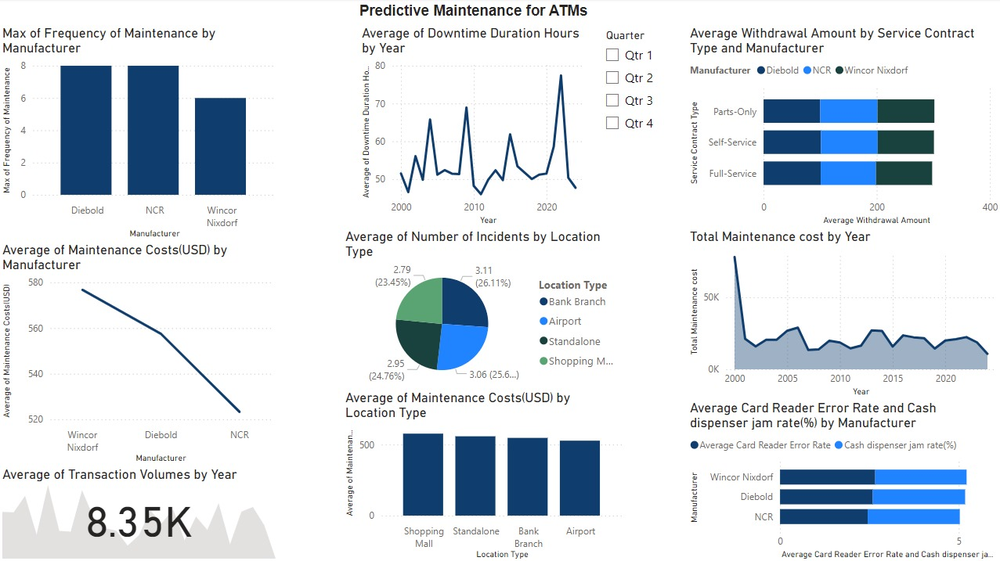 Predictive Maintenance for ATMs
Max of Frequency of Maintenance by
Manufacturer
Max of Frequency of Maintenance
8
6
4
2
0
Diebold
NCR
Wincor
Nixdorf
Manufacturer
Average of Maintenance Costs(USD) by
Manufacturer
Average of Maintenance Costs(USD)
580
560
540
520
Wincor
Nixdorf
Diebold
NCR
Manufacturer
Average of Transaction Volumes by Year
8.35K
Average of Downtime Duration Hours
by Year
Average of Downtime Duration Ho...
80
70
60
50
2000
2010
2020
Year
Quarter
Qtr 1
Qtr 2
Qtr 3
Qtr 4
Average of Number of Incidents by Location
Type
2.79
(23.45%)
3.11
(26.11%)
2.95
(24.76%)
3.06 (25.6...)
Location Type
Bank Branch
Airport
Standalone
Shopping M...
Average of Maintenance Costs(USD) by
Location Type
Average of Maintenan...
500
0
Shopping
Mall
Standalone
Bank
Branch
Airport
Location Type
Average Withdrawal Amount by Service Contract
Type and Manufacturer
Manufacturer Diebold NCR Wincor Nixdorf
Service Contract Type
Parts-Only
Self-Service
Full-Service
0
200
400
Average Withdrawal Amount
Total Maintenance cost by Year
Total Maintenance cost
50K
0K
2000
2005
2010
2015
2020
Year
Average Card Reader Error Rate and Cash
dispenser jam rate(%) by Manufacturer
Average Card Reader Error Rate Cash dispenser jam rate(%)
Manufacturer
Wincor Nixdorf
Diebold
NCR
0
5
Average Card Reader Error Rate and Cash dispenser ja...